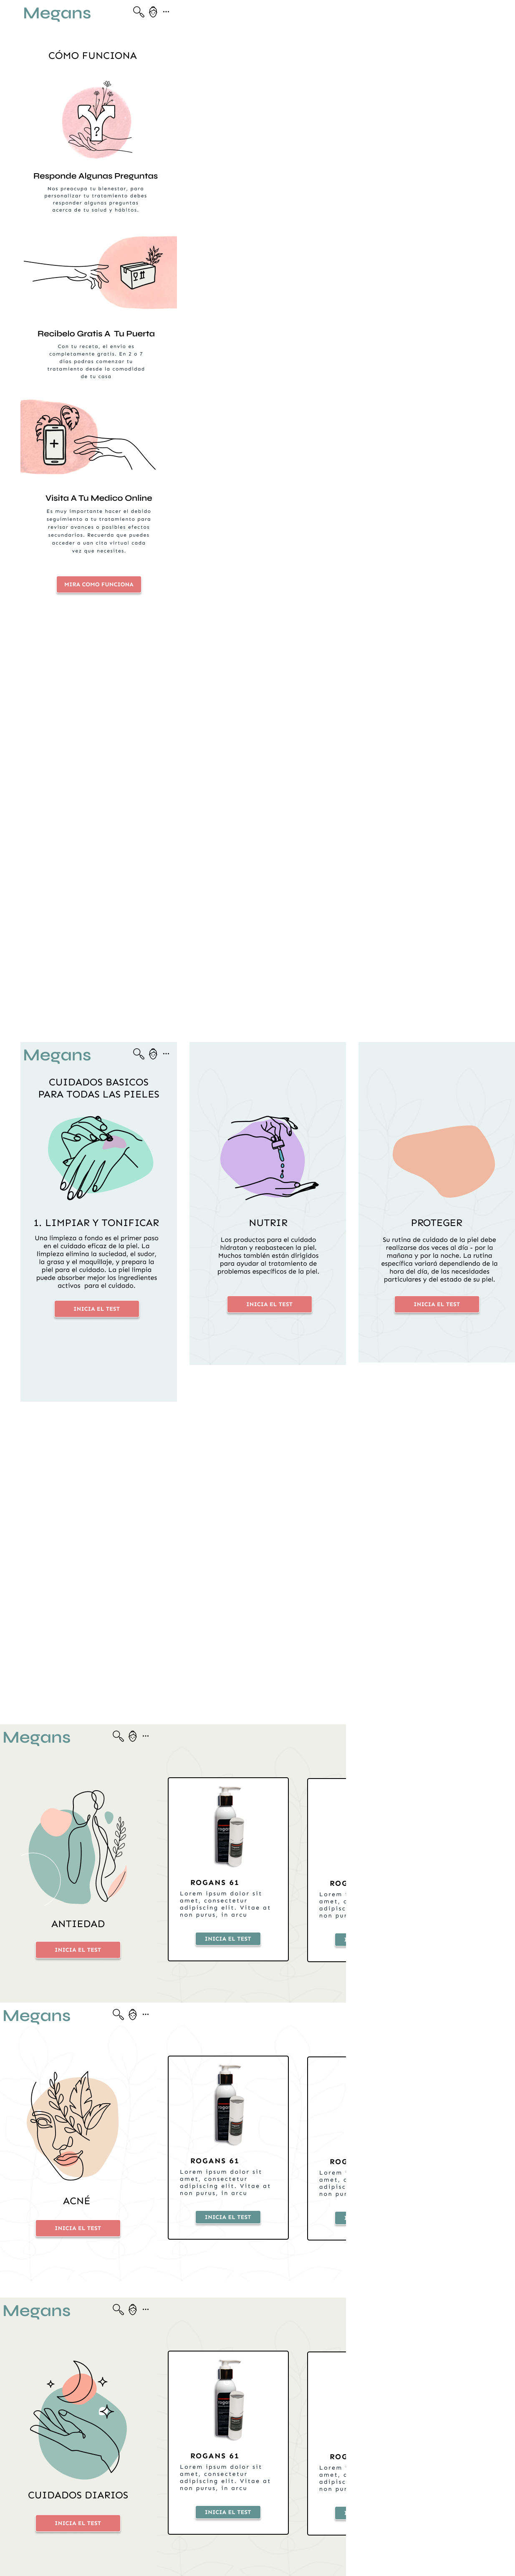 Megans
CÓMO FUNCIONA
?
Responde Algunas Preguntas
Nos preocupa tu bienestar, para
personalizar tu tratamiento debes
responder algunas preguntas
acerca de tu salud y hábitos.
Recibelo Gratis A Tu Puerta
Con tu receta, el envío es
completamente gratis. En 2 o 7
días podras comenzar tu
tratamiento desde la comodidad
de tu casa
Visita A Tu Medico Online
Es muy importante hacer el debido
seguimiento a tu tratamiento para
revisar avances o posibles efectos
secundarios. Recuerda que puedes
acceder a uan cita virtual cada
vez que necesites.
MIRA COMO FUNCIONA
Megans
CUIDADOS BASICOS
PARA TODAS LAS PIELES
1. LIMPIAR Y TONIFICAR
Una limpieza a fondo es el primer paso
en el cuidado eficaz de la piel. La
limpieza elimina la suciedad, el sudor,
la grasa y el maquillaje, y prepara la
piel para el cuidado. La piel limpia
puede absorber mejor los ingredientes
activos para el cuidado.
INICIA EL TEST
NUTRIR
Los productos para el cuidado
hidratan y reabastecen la piel.
Muchos también están dirigidos
para ayudar al tratamiento de
problemas específicos de la piel.
INICIA EL TEST
PROTEGER
Su rutina de cuidado de la piel debe
realizarse dos veces al día - por la
mañana y por la noche. La rutina
específica variará dependiendo de la
hora del día, de las necesidades
particulares y del estado de su piel.
INICIA EL TEST
Megans
ANTIEDAD
INICIA EL TEST
ROGANS 61
Lorem ipsum dolor sit
amet, consectetur
adipiscing elit. Vitae at
non purus, in arcu
INICIA EL TEST
ROG
Lorem
amet, c
adipisc
non pur
Megans
ACNÉ
INICIA EL TEST
ROGANS 61
Lorem ipsum dolor sit
amet, consectetur
adipiscing elit. Vitae at
non purus, in arcu
INICIA EL TEST
ROG
Lorem
amet, c
adipisc
non pur
Megans
CUIDADOS DIARIOS
INICIA EL TEST
ROGANS 61
Lorem ipsum dolor sit
amet, consectetur
adipiscing elit. Vitae at
non purus, in arcu
INICIA EL TEST
ROG
Lorem
amet, c
adipisc
non pur